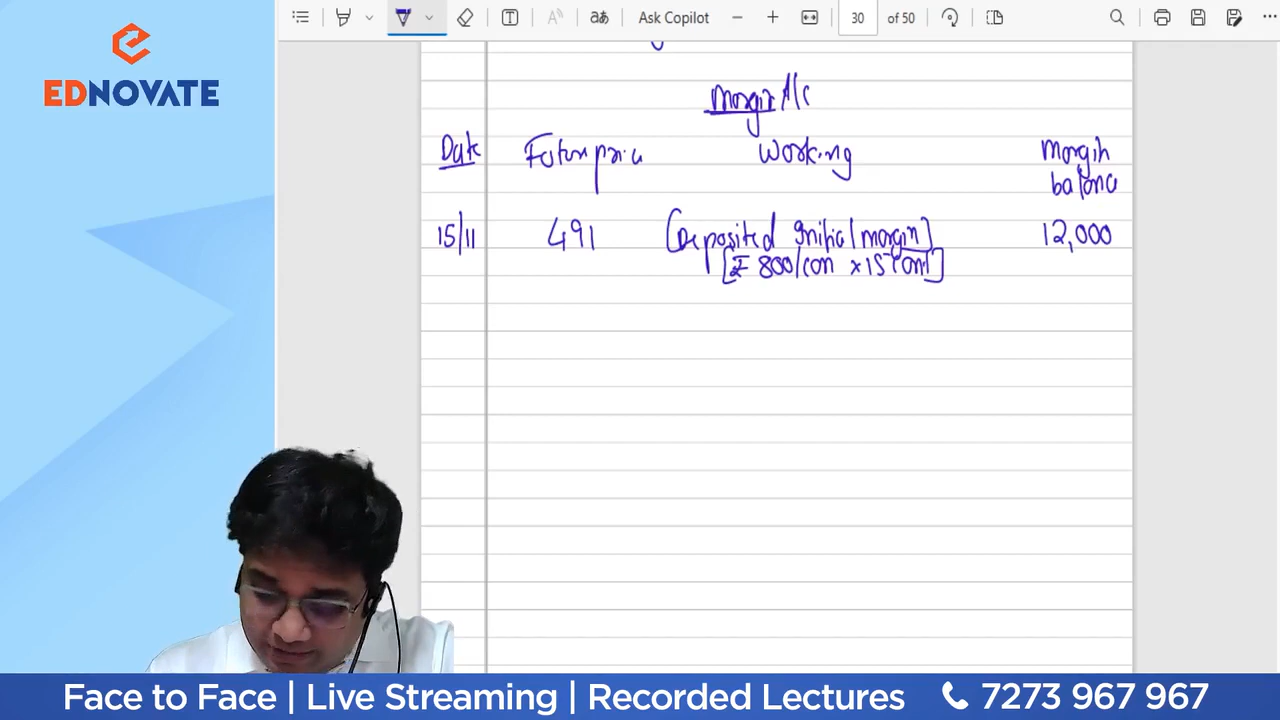 EDNOVATE
Ask Copilot
30 of 50
Margin A/c
Date Future price Working Margin balance
15/11 491 (Deposited Initial margin) 12,000
[₹ 800/con × 15 cont]
Face to Face | Live Streaming | Recorded Lectures 7273 967 967